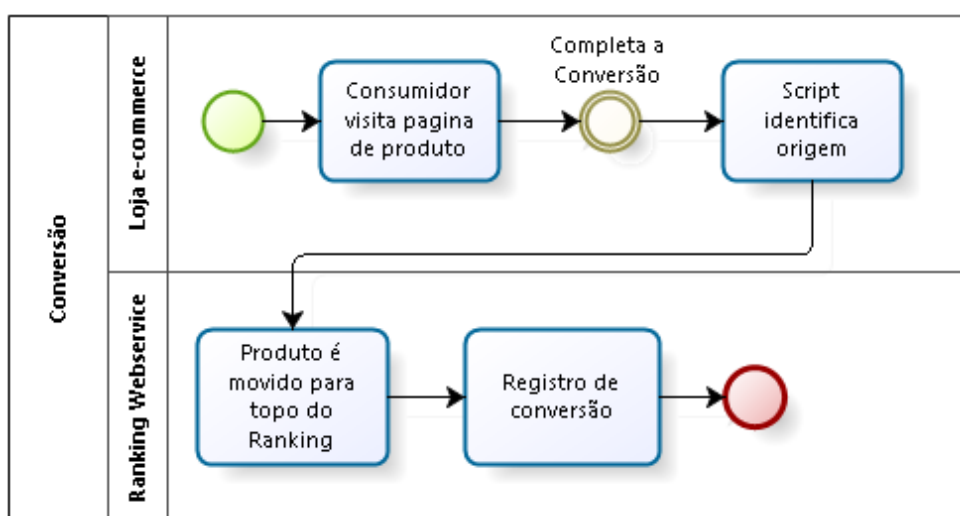 Conversão
Loja e-commerce
Consumidor
visita pagina
de produto
Completa a
Conversão
Script
identifica
origem
Ranking Webservice
Produto é
movido para
topo do
Ranking
Registro de
conversão